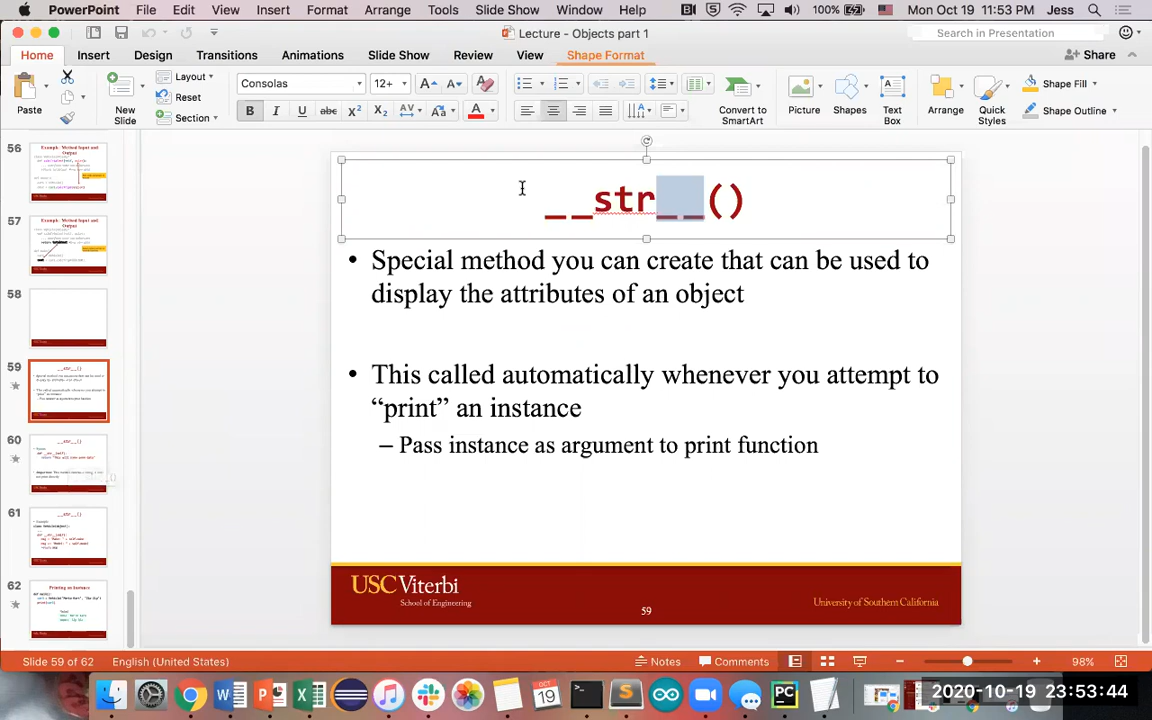 PowerPoint File Edit View Insert Format Arrange Tools Slide Show Window Help 100% Mon Oct 19 11:53 PM Jess
Lecture - Objects part 1
Search in Presentation
Home Insert Design Transitions Animations Slide Show Review View Shape Format Share
Paste
New Slide
Layout
Reset
Section
Consolas 12+
Convert to SmartArt
Picture
Shapes
Text Box
Arrange
Quick Styles
Shape Fill
Shape Outline
56
57
58
59
60
61
62
__str__()
• Special method you can create that can be used to
display the attributes of an object
• This called automatically whenever you attempt to
“print” an instance
– Pass instance as argument to print function
USC Viterbi
School of Engineering
59
University of Southern California
Slide 59 of 62 English (United States) Notes Comments 98%
2020-10-19 23:53:44